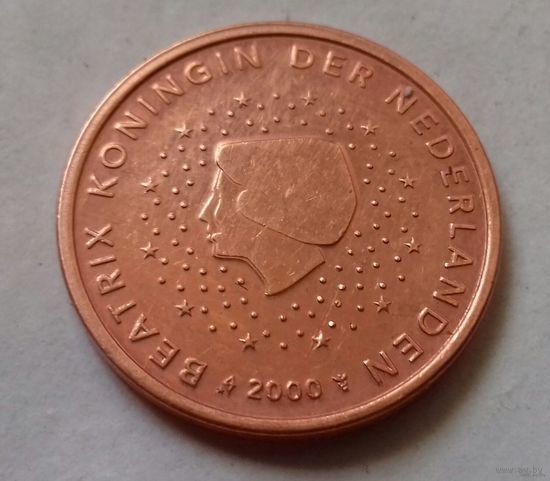 BEATRIX KONINGIN DER NEDERLANDEN
2000